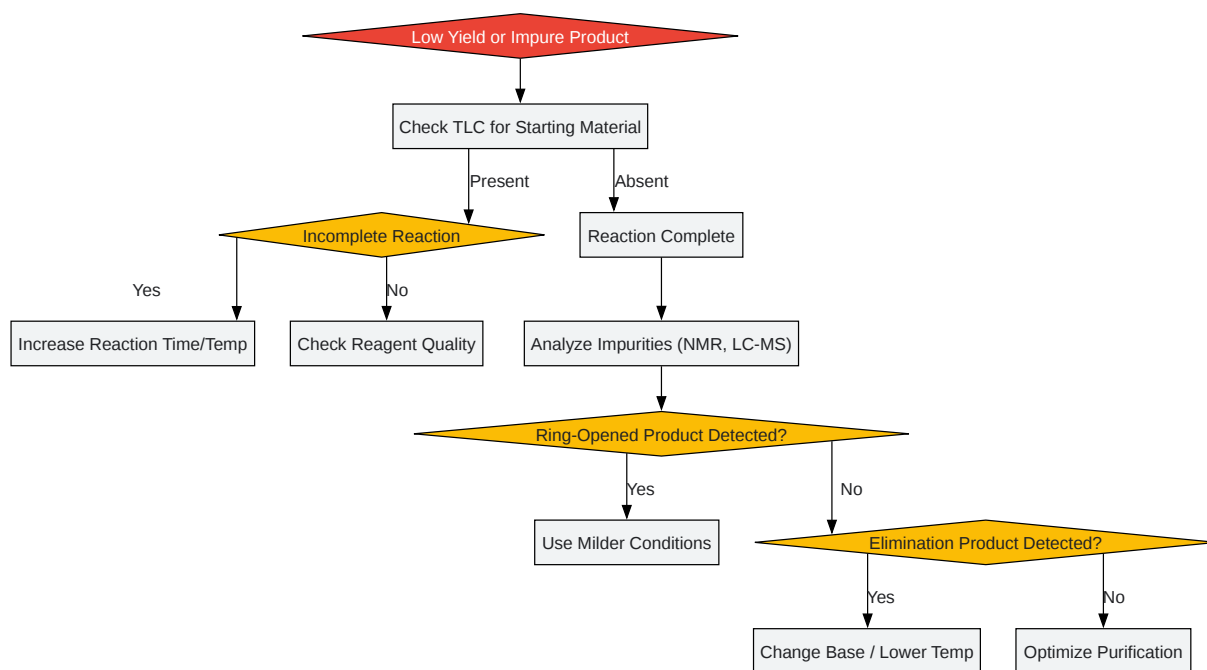 Low Yield or Impure Product
Check TLC for Starting Material
Present
Absent
Incomplete Reaction
Reaction Complete
Yes
No
Increase Reaction Time/Temp
Check Reagent Quality
Analyze Impurities (NMR, LC-MS)
Ring-Opened Product Detected?
Yes
No
Use Milder Conditions
Elimination Product Detected?
Yes
No
Change Base / Lower Temp
Optimize Purification